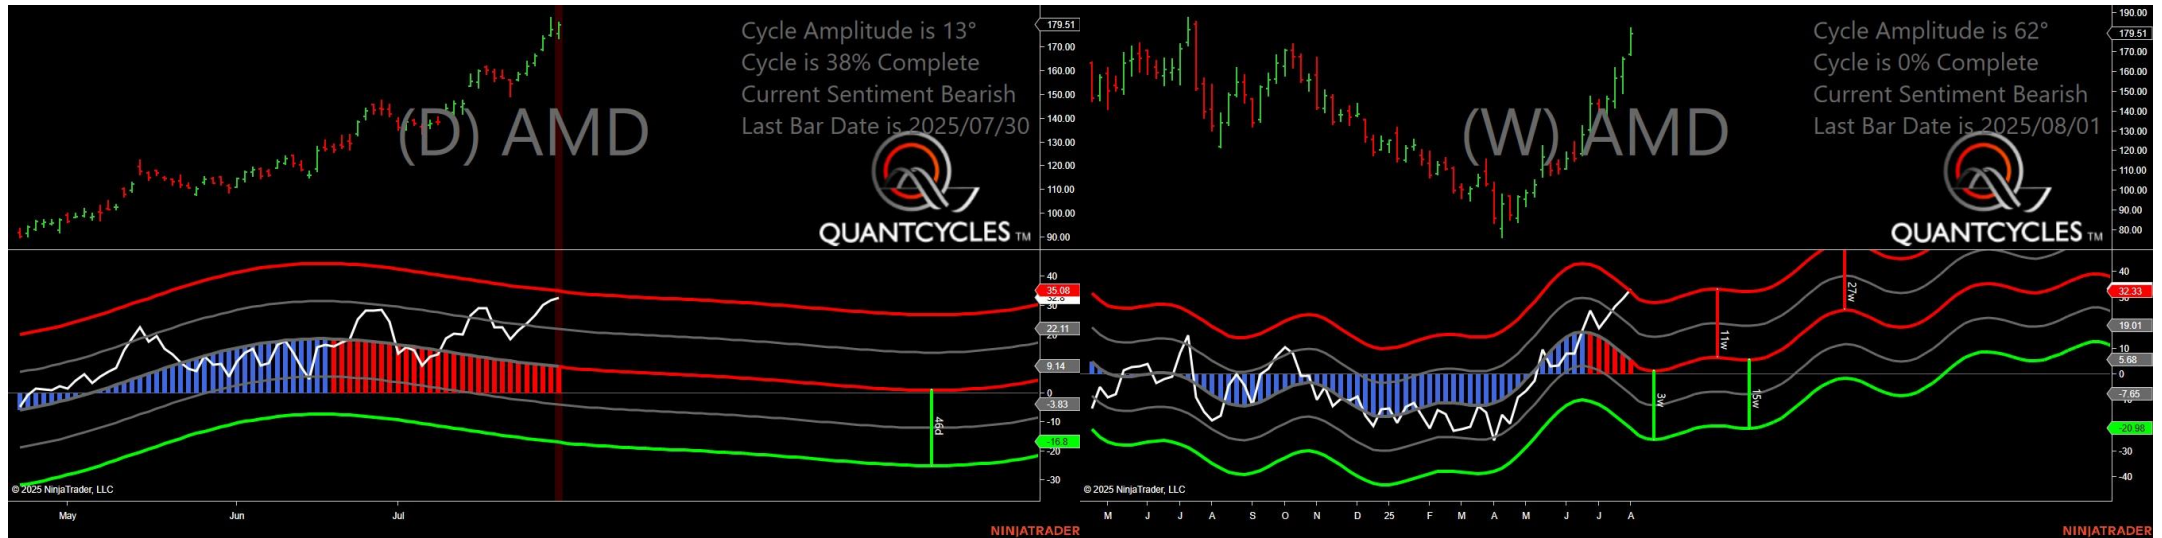 Cycle Amplitude is 13°
Cycle is 38% Complete
Current Sentiment Bearish
Last Bar Date is 2025/07/30
(D) AMD
QUANTCYCLES TM
179.51
170.00
160.00
150.00
140.00
130.00
120.00
110.00
100.00
90.00
40
35.08
32.8
30
22.11
20
9.14
0
-3.83
-10
-16.8
-20
-30
46d
© 2025 NinjaTrader, LLC
May Jun Jul
NINJATRADER
Cycle Amplitude is 62°
Cycle is 0% Complete
Current Sentiment Bearish
Last Bar Date is 2025/08/01
(W) AMD
QUANTCYCLES TM
190.00
179.51
170.00
160.00
150.00
140.00
130.00
120.00
110.00
100.00
90.00
80.00
40
32.33
19.01
10
5.68
0
-7.65
-20.98
-30
-40
3w
11w
15w
27w
© 2025 NinjaTrader, LLC
M J J A S O N D 25 F M A M J J A
NINJATRADER